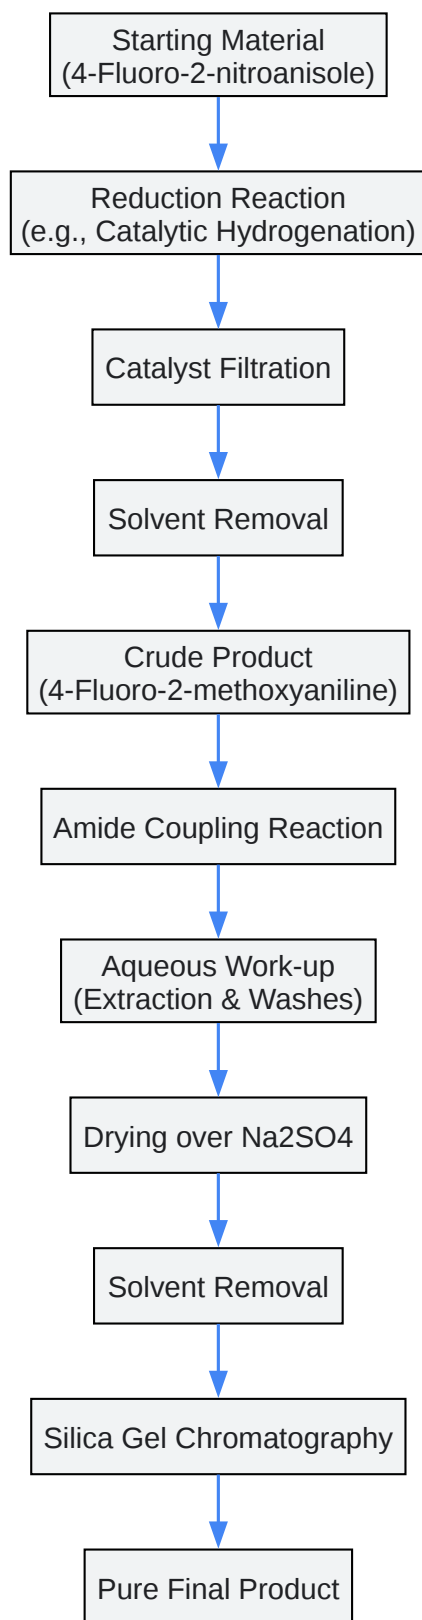 Starting Material
(4-Fluoro-2-nitroanisole)
Reduction Reaction
(e.g., Catalytic Hydrogenation)
Catalyst Filtration
Solvent Removal
Crude Product
(4-Fluoro-2-methoxyaniline)
Amide Coupling Reaction
Aqueous Work-up
(Extraction & Washes)
Drying over Na2SO4
Solvent Removal
Silica Gel Chromatography
Pure Final Product